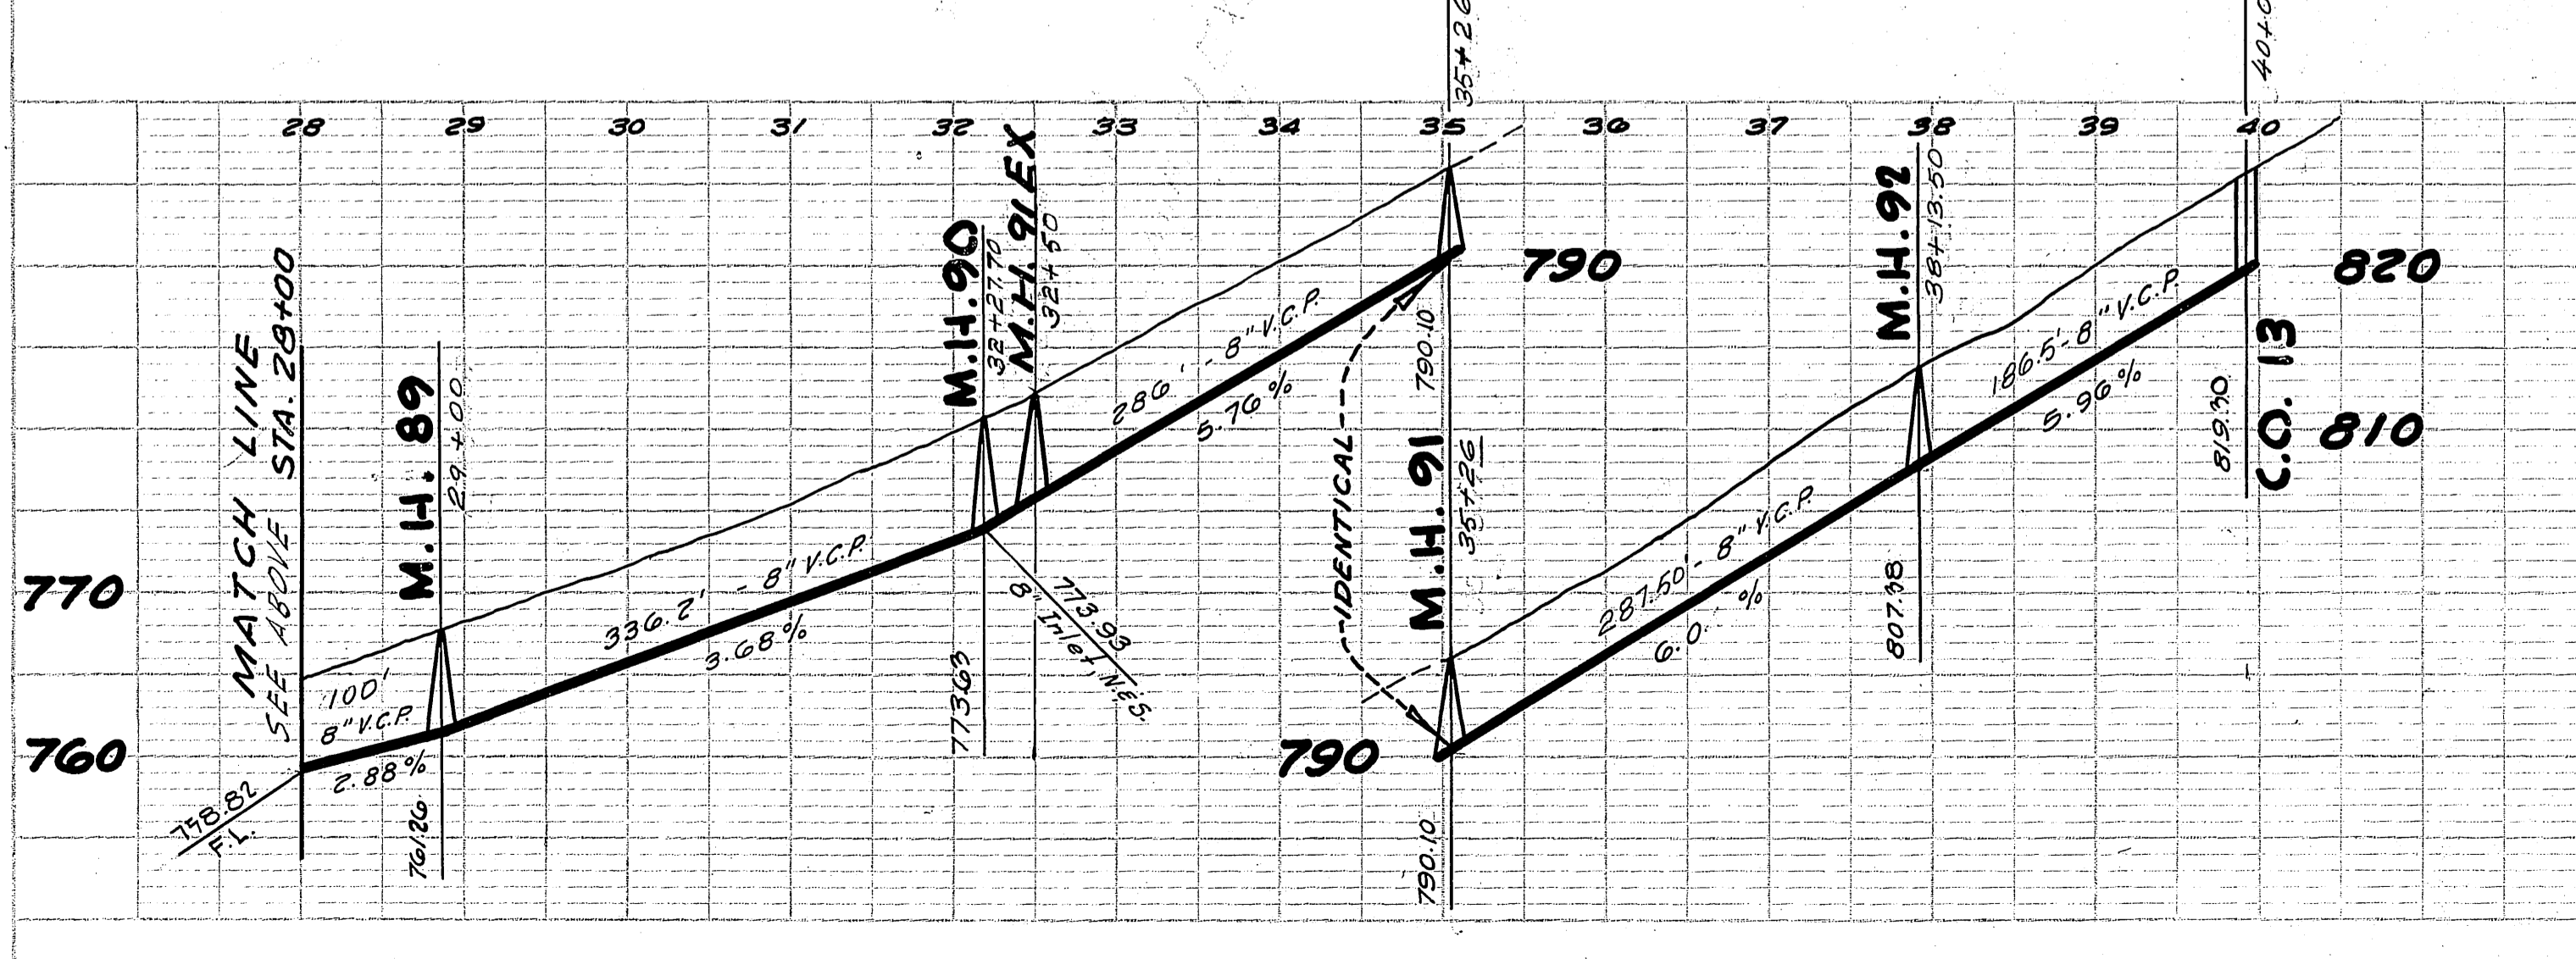 35+26
40+0
28 29 30 31 32 33 34 35 36 37 38 39 40
MATCH LINE
SEE ABOVE STA. 28+00
M.H. 89
29+00
M.H. 90
32+27.70
M.H. 91 EX
32+50
M.H. 92
38+13.50
790
820
810
770
760
790
100'
8" V.C.P.
2.88%
336.2' - 8" V.C.P.
3.68%
286' - 8" V.C.P.
5.76%
IDENTICAL
790.10
M.H. 91
35+26
287.50' - 8" V.C.P.
6.0 %
186.5' - 8" V.C.P.
5.96%
819.30
C.O. 13
807.38
773.93
8" Inlet, N.E'S.
773.63
761.26
758.82
F.L.
790.10